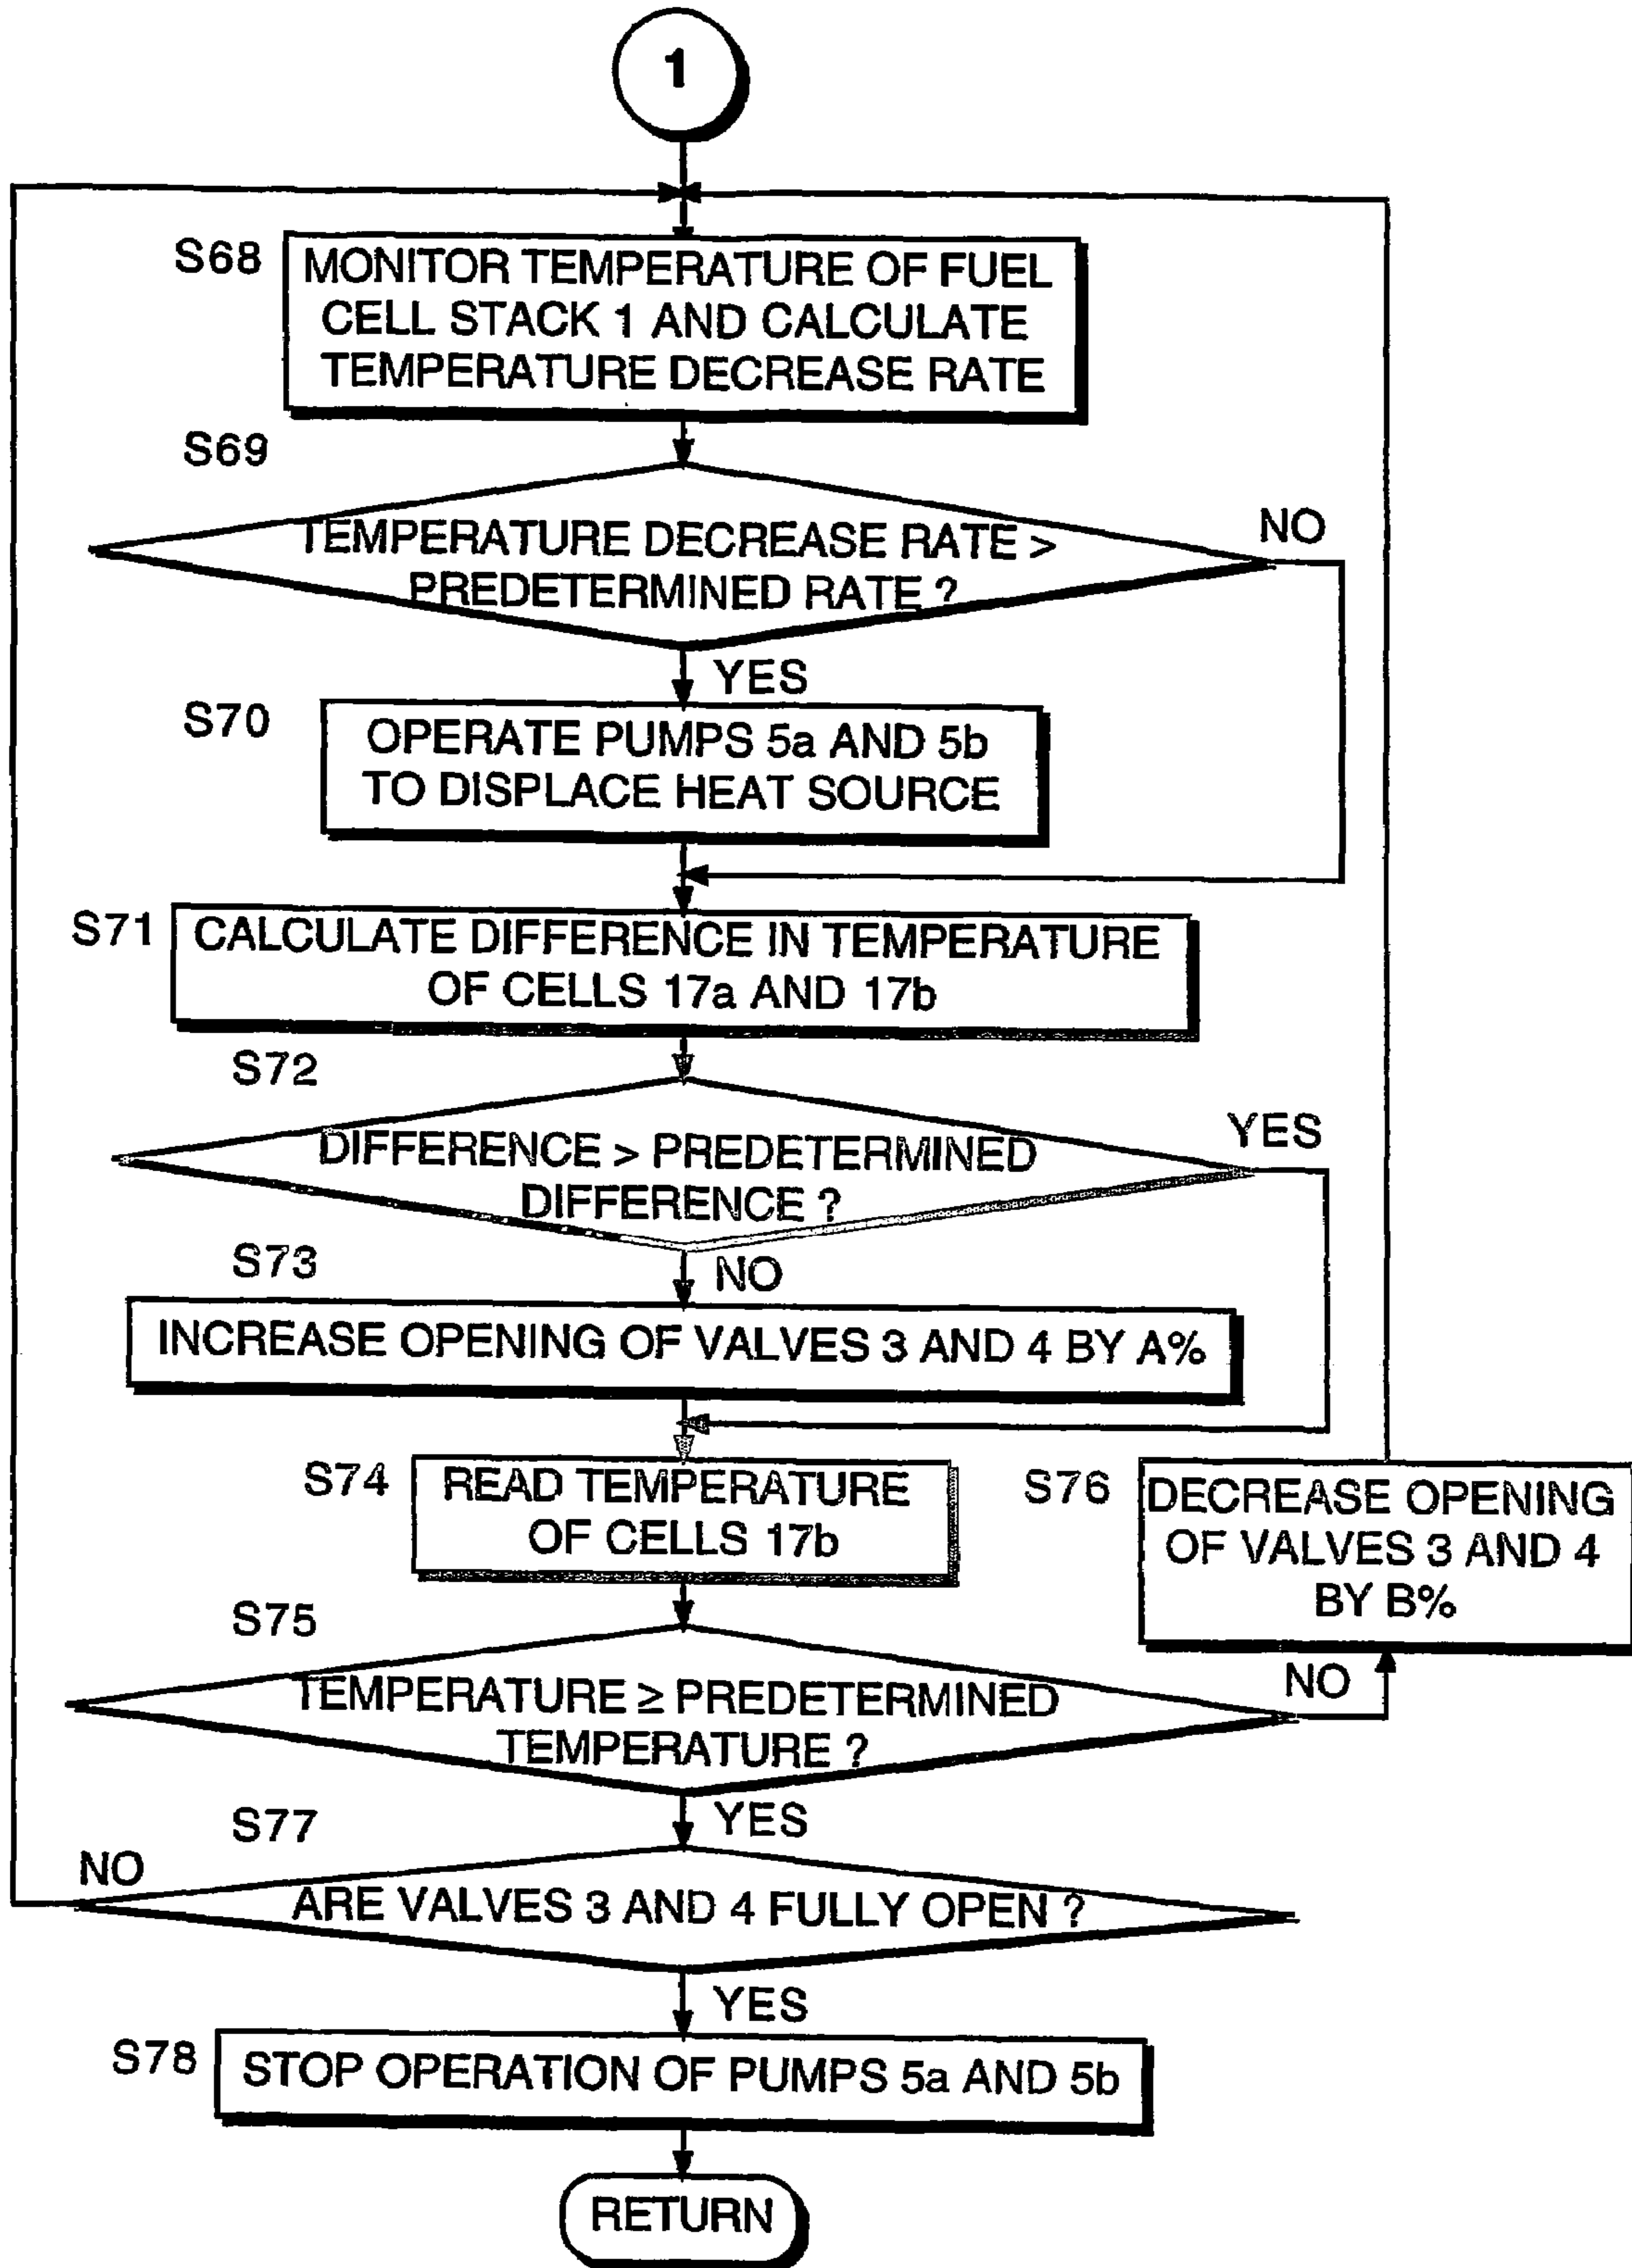 1
S68
MONITOR TEMPERATURE OF FUEL
CELL STACK 1 AND CALCULATE
TEMPERATURE DECREASE RATE
S69
TEMPERATURE DECREASE RATE >
PREDETERMINED RATE ?
NO
YES
S70
OPERATE PUMPS 5a AND 5b
TO DISPLACE HEAT SOURCE
S71
CALCULATE DIFFERENCE IN TEMPERATURE
OF CELLS 17a AND 17b
S72
DIFFERENCE > PREDETERMINED
DIFFERENCE ?
YES
NO
S73
INCREASE OPENING OF VALVES 3 AND 4 BY A%
S74
READ TEMPERATURE
OF CELLS 17b
S76
DECREASE OPENING
OF VALVES 3 AND 4
BY B%
S75
TEMPERATURE ≥ PREDETERMINED
TEMPERATURE ?
NO
YES
S77
NO
ARE VALVES 3 AND 4 FULLY OPEN ?
YES
S78
STOP OPERATION OF PUMPS 5a AND 5b
RETURN